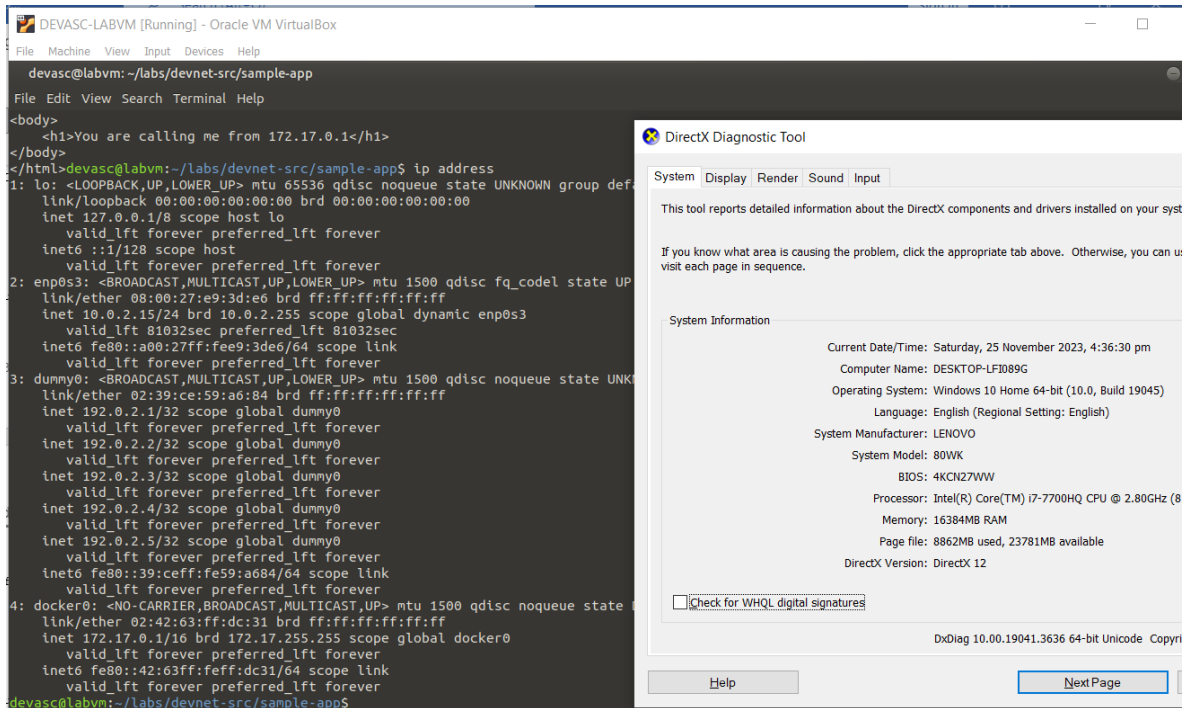 DEVASC-LABVM [Running] - Oracle VM VirtualBox
File Machine View Input Devices Help
devasc@labvm: ~/labs/devnet-src/sample-app
File Edit View Search Terminal Help
<body>
    <h1>You are calling me from 172.17.0.1</h1>
</body>
</html>devasc@labvm:~/labs/devnet-src/sample-app$ ip address
1: lo: <LOOPBACK,UP,LOWER_UP> mtu 65536 qdisc noqueue state UNKNOWN group defa
    link/loopback 00:00:00:00:00:00 brd 00:00:00:00:00:00
    inet 127.0.0.1/8 scope host lo
       valid_lft forever preferred_lft forever
    inet6 ::1/128 scope host
       valid_lft forever preferred_lft forever
2: enp0s3: <BROADCAST,MULTICAST,UP,LOWER_UP> mtu 1500 qdisc fq_codel state UP
    link/ether 08:00:27:e9:3d:e6 brd ff:ff:ff:ff:ff:ff
    inet 10.0.2.15/24 brd 10.0.2.255 scope global dynamic enp0s3
       valid_lft 81032sec preferred_lft 81032sec
    inet6 fe80::a00:27ff:fee9:3de6/64 scope link
       valid_lft forever preferred_lft forever
3: dummy0: <BROADCAST,MULTICAST,UP,LOWER_UP> mtu 1500 qdisc noqueue state UNKN
    link/ether 02:39:ce:59:a6:84 brd ff:ff:ff:ff:ff:ff
    inet 192.0.2.1/32 scope global dummy0
       valid_lft forever preferred_lft forever
    inet 192.0.2.2/32 scope global dummy0
       valid_lft forever preferred_lft forever
    inet 192.0.2.3/32 scope global dummy0
       valid_lft forever preferred_lft forever
    inet 192.0.2.4/32 scope global dummy0
       valid_lft forever preferred_lft forever
    inet 192.0.2.5/32 scope global dummy0
       valid_lft forever preferred_lft forever
    inet6 fe80::39:ceff:fe59:a684/64 scope link
       valid_lft forever preferred_lft forever
4: docker0: <NO-CARRIER,BROADCAST,MULTICAST,UP> mtu 1500 qdisc noqueue state
    link/ether 02:42:63:ff:dc:31 brd ff:ff:ff:ff:ff:ff
    inet 172.17.0.1/16 brd 172.17.255.255 scope global docker0
       valid_lft forever preferred_lft forever
    inet6 fe80::42:63ff:feff:dc31/64 scope link
       valid_lft forever preferred_lft forever
devasc@labvm:~/labs/devnet-src/sample-app$
DirectX Diagnostic Tool
System Display Render Sound Input
This tool reports detailed information about the DirectX components and drivers installed on your syst
If you know what area is causing the problem, click the appropriate tab above. Otherwise, you can us
visit each page in sequence.
System Information
Current Date/Time: Saturday, 25 November 2023, 4:36:30 pm
Computer Name: DESKTOP-LFI089G
Operating System: Windows 10 Home 64-bit (10.0, Build 19045)
Language: English (Regional Setting: English)
System Manufacturer: LENOVO
System Model: 80WK
BIOS: 4KCN27WW
Processor: Intel(R) Core(TM) i7-7700HQ CPU @ 2.80GHz (8
Memory: 16384MB RAM
Page file: 8862MB used, 23781MB available
DirectX Version: DirectX 12
Check for WHQL digital signatures
DxDiag 10.00.19041.3636 64-bit Unicode Copyri
Help
Next Page